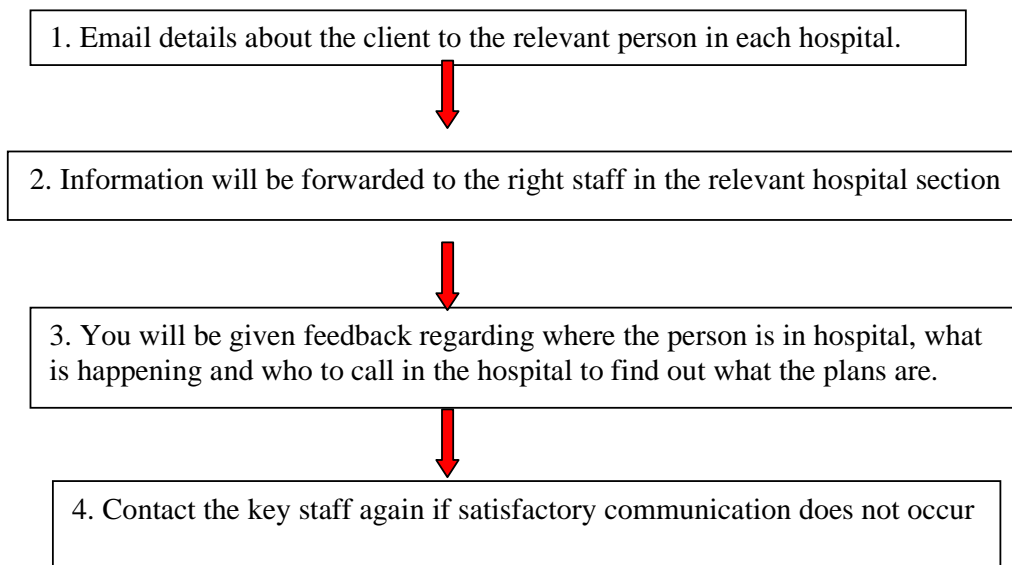 1. Email details about the client to the relevant person in each hospital.
2. Information will be forwarded to the right staff in the relevant hospital section
3. You will be given feedback regarding where the person is in hospital, what
is happening and who to call in the hospital to find out what the plans are.
4. Contact the key staff again if satisfactory communication does not occur